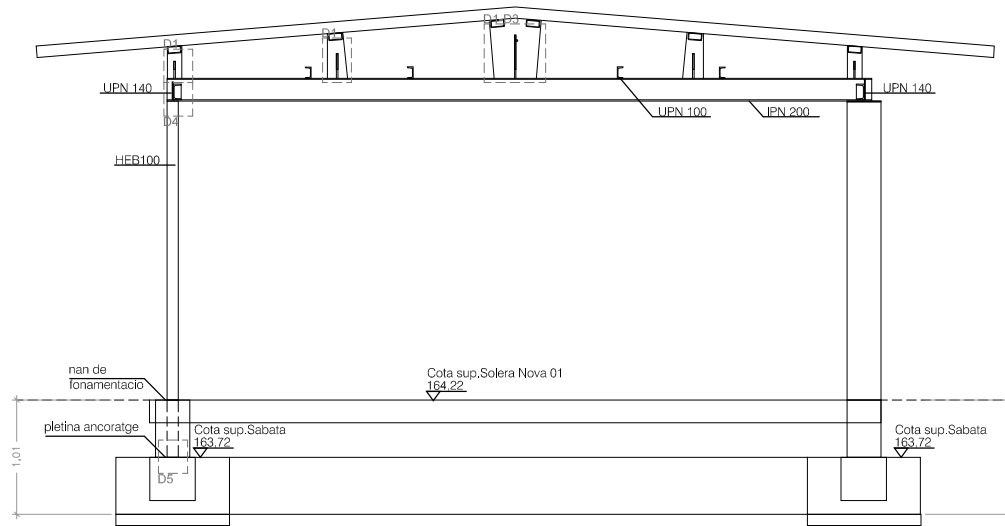 D1
D1
D1 D3
UPN 140
UPN 140
D4
UPN 100
IPN 200
HEB100
nan de
fonamentacio
Cota sup.Solera Nova 01
164,22
pletina ancoratge
Cota sup.Sabata
163.72
Cota sup.Sabata
163.72
1,01
D5